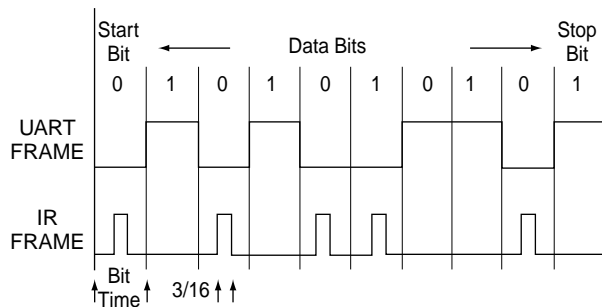 Start
Bit
Data Bits
Stop
Bit
0 1 0 1 0 1 0 1 0 1
UART
FRAME
IR
FRAME
Bit
Time
3/16